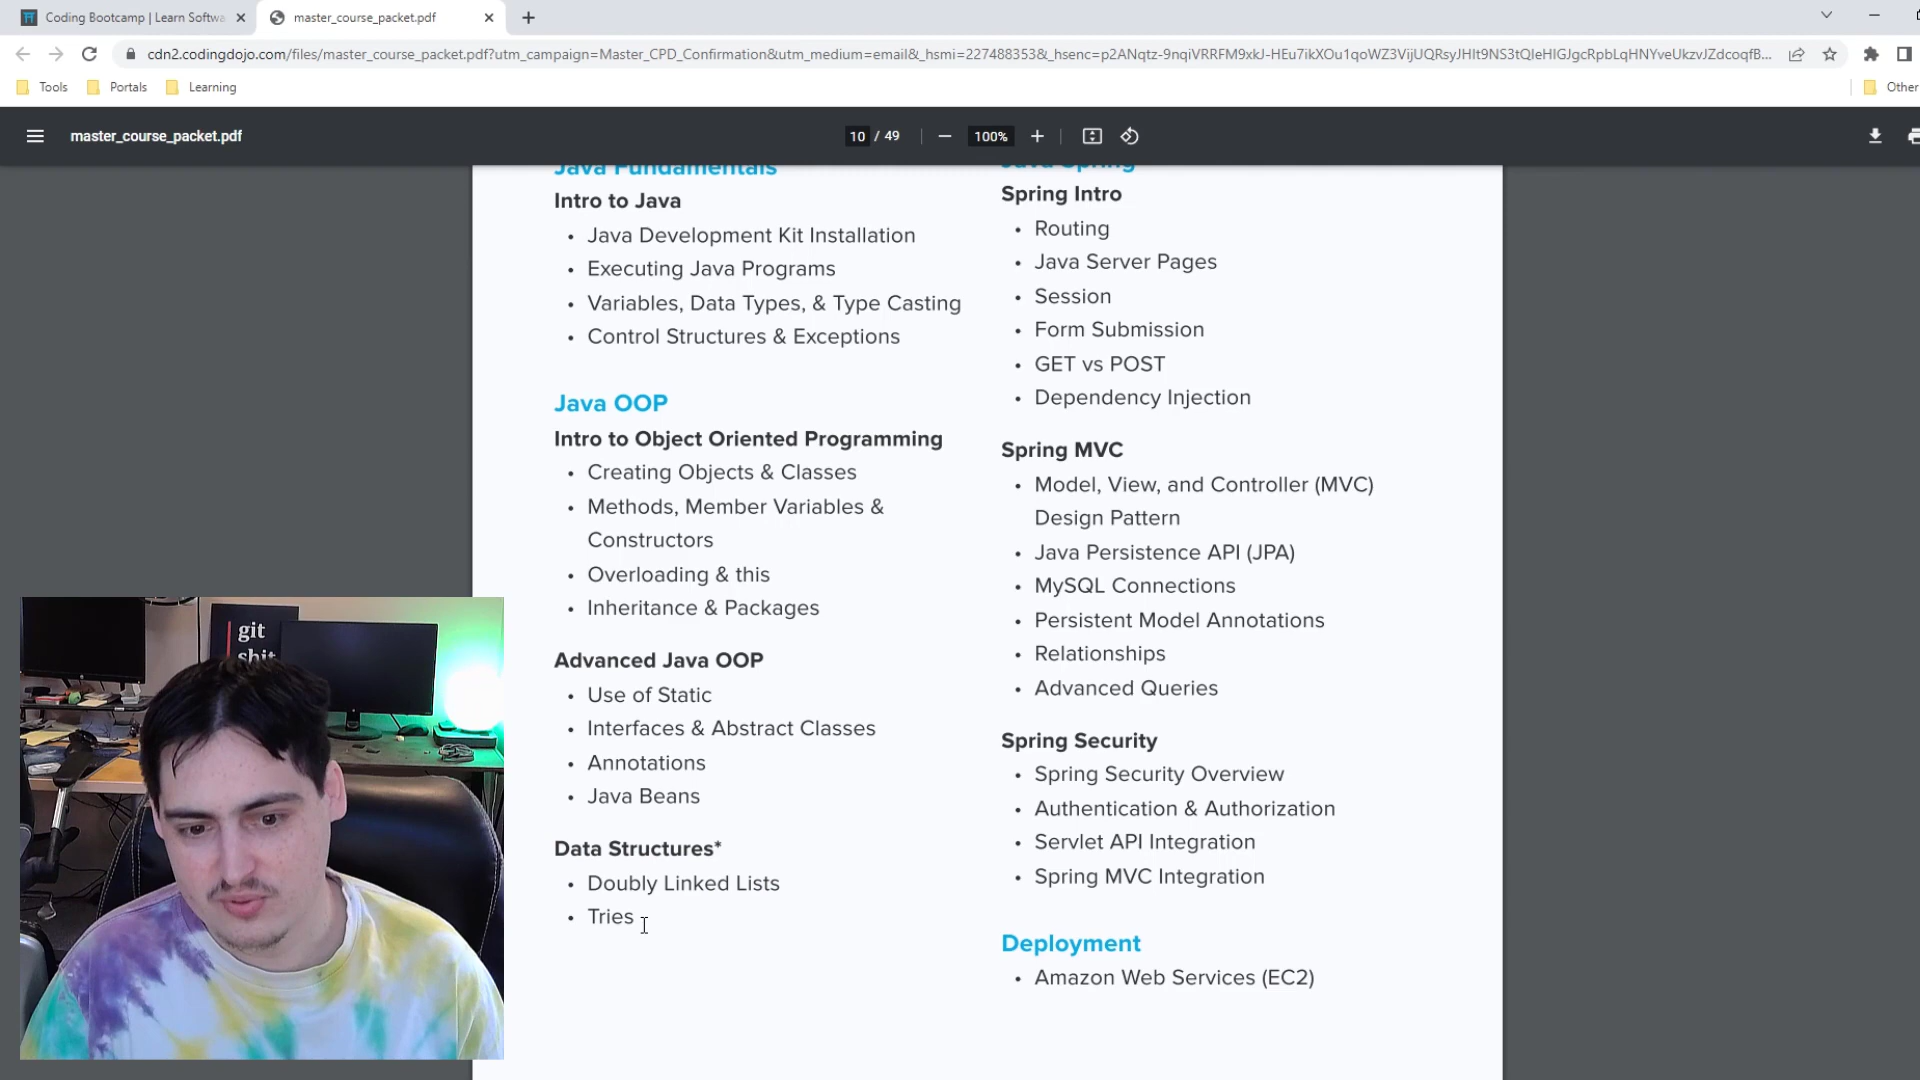 Coding Bootcamp | Learn Softwa
master_course_packet.pdf
cdn2.codingdojo.com/files/master_course_packet.pdf?utm_campaign=Master_CPD_Confirmation&utm_medium=email&_hsmi=227488353&_hsenc=p2ANqtz-9nqiVRRFM9xkJ-HEu7ikXOu1qoWZ3VijUQRsyJHIt9NS3tQleHIGJgcRpbLqHNYveUkzvJZdcoqfB...
Tools
Portals
Learning
Other
master_course_packet.pdf
10 / 49
100%
Java Fundamentals
Intro to Java
• Java Development Kit Installation
• Executing Java Programs
• Variables, Data Types, & Type Casting
• Control Structures & Exceptions
Java OOP
Intro to Object Oriented Programming
• Creating Objects & Classes
• Methods, Member Variables &
Constructors
• Overloading & this
• Inheritance & Packages
Advanced Java OOP
• Use of Static
• Interfaces & Abstract Classes
• Annotations
• Java Beans
Data Structures*
• Doubly Linked Lists
• Tries
Java Spring
Spring Intro
• Routing
• Java Server Pages
• Session
• Form Submission
• GET vs POST
• Dependency Injection
Spring MVC
• Model, View, and Controller (MVC)
Design Pattern
• Java Persistence API (JPA)
• MySQL Connections
• Persistent Model Annotations
• Relationships
• Advanced Queries
Spring Security
• Spring Security Overview
• Authentication & Authorization
• Servlet API Integration
• Spring MVC Integration
Deployment
• Amazon Web Services (EC2)
git
shit